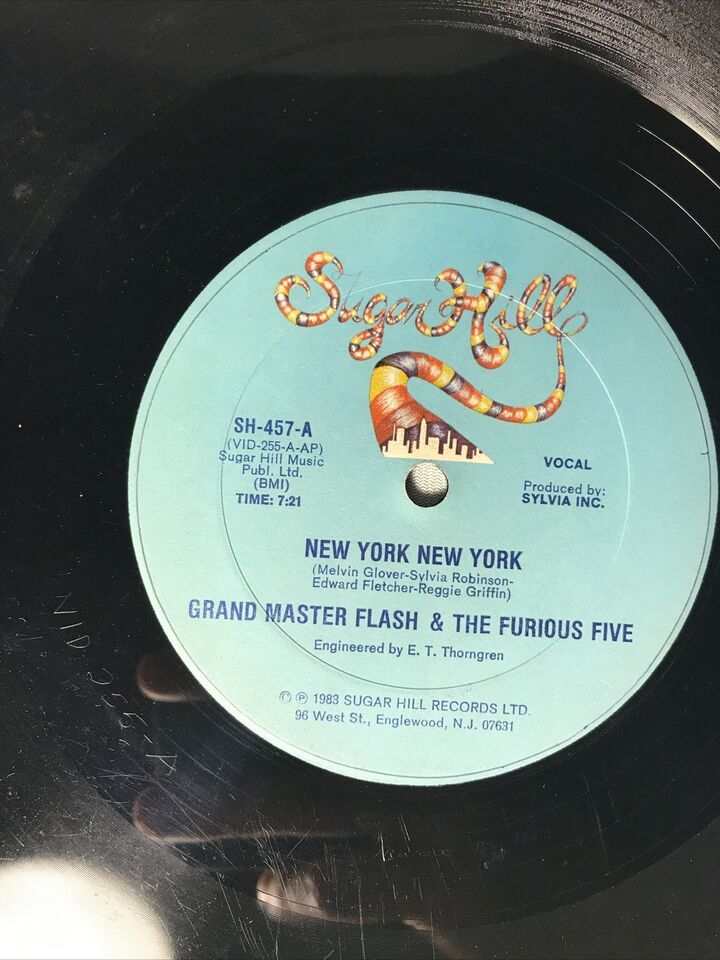 Sugar Hill
SH-457-A
(VID-255-A-AP)
Sugar Hill Music
Publ. Ltd.
(BMI)
TIME: 7:21
VOCAL
Produced by:
SYLVIA INC.
NEW YORK NEW YORK
(Melvin Glover-Sylvia Robinson-
Edward Fletcher-Reggie Griffin)
GRAND MASTER FLASH & THE FURIOUS FIVE
Engineered by E. T. Thorngren
© ℗ 1983 SUGAR HILL RECORDS LTD.
96 West St., Englewood, N.J. 07631
VID 255-A